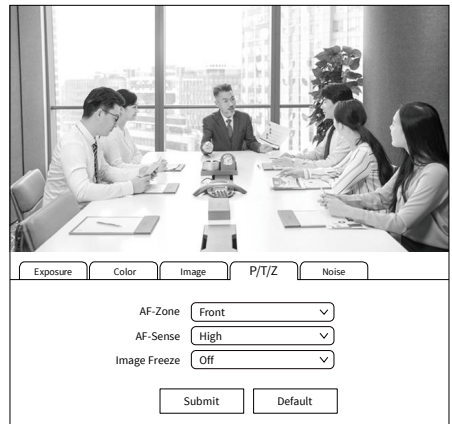 Exposure Color Image P/T/Z Noise
AF-Zone Front
AF-Sense High
Image Freeze Off
Submit Default